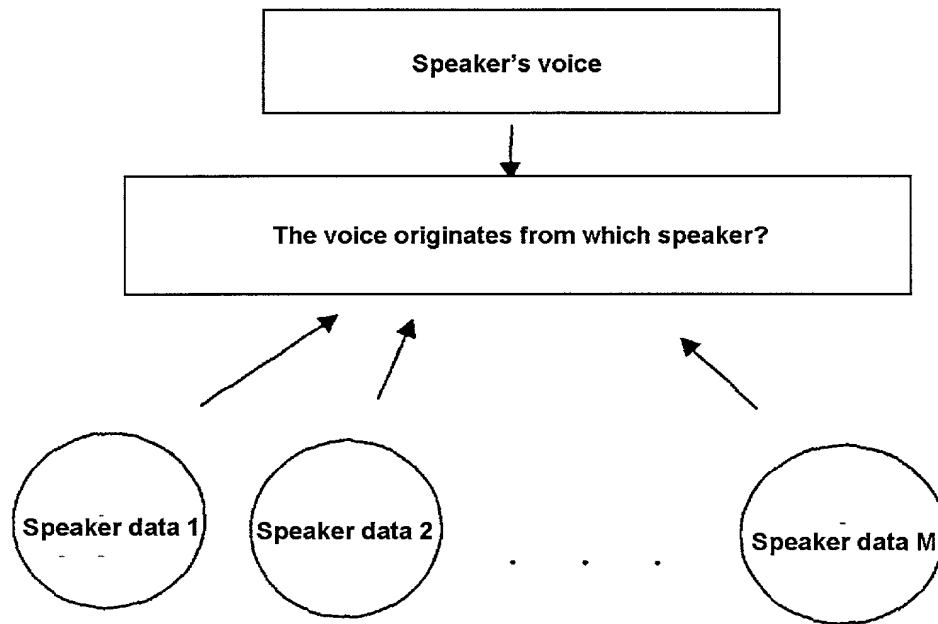 Speaker's voice
The voice originates from which speaker?
Speaker data 1
Speaker data 2
. . .
Speaker data M